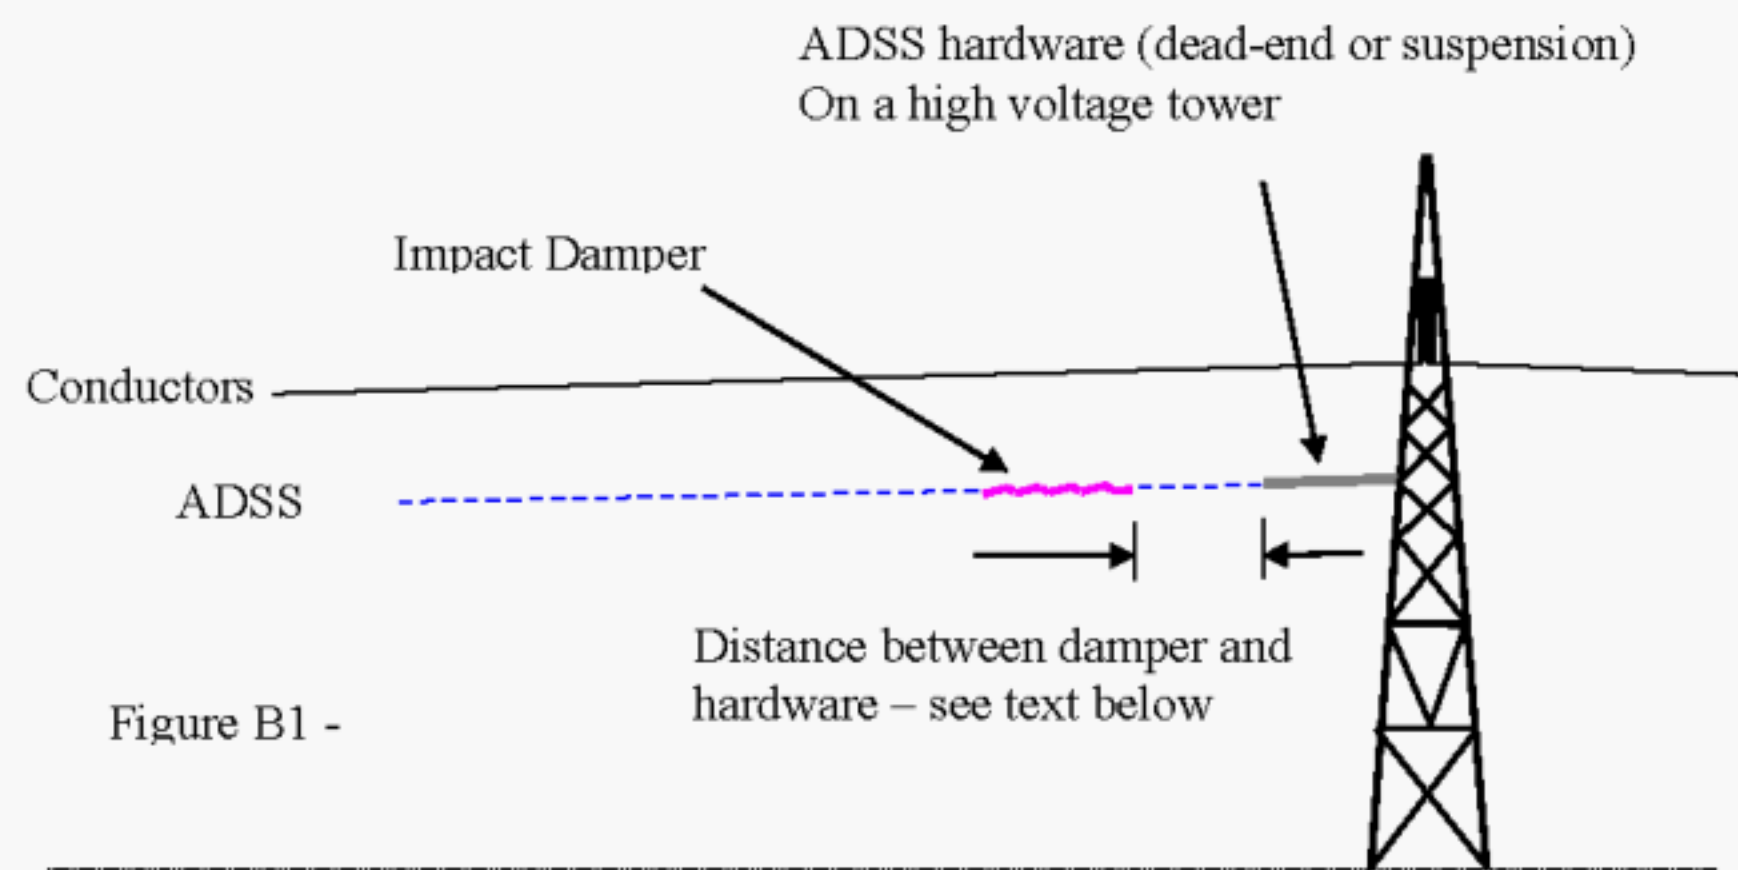 ADSS hardware (dead-end or suspension)
On a high voltage tower
Impact Damper
Conductors
ADSS
Distance between damper and
hardware – see text below
Figure B1 -